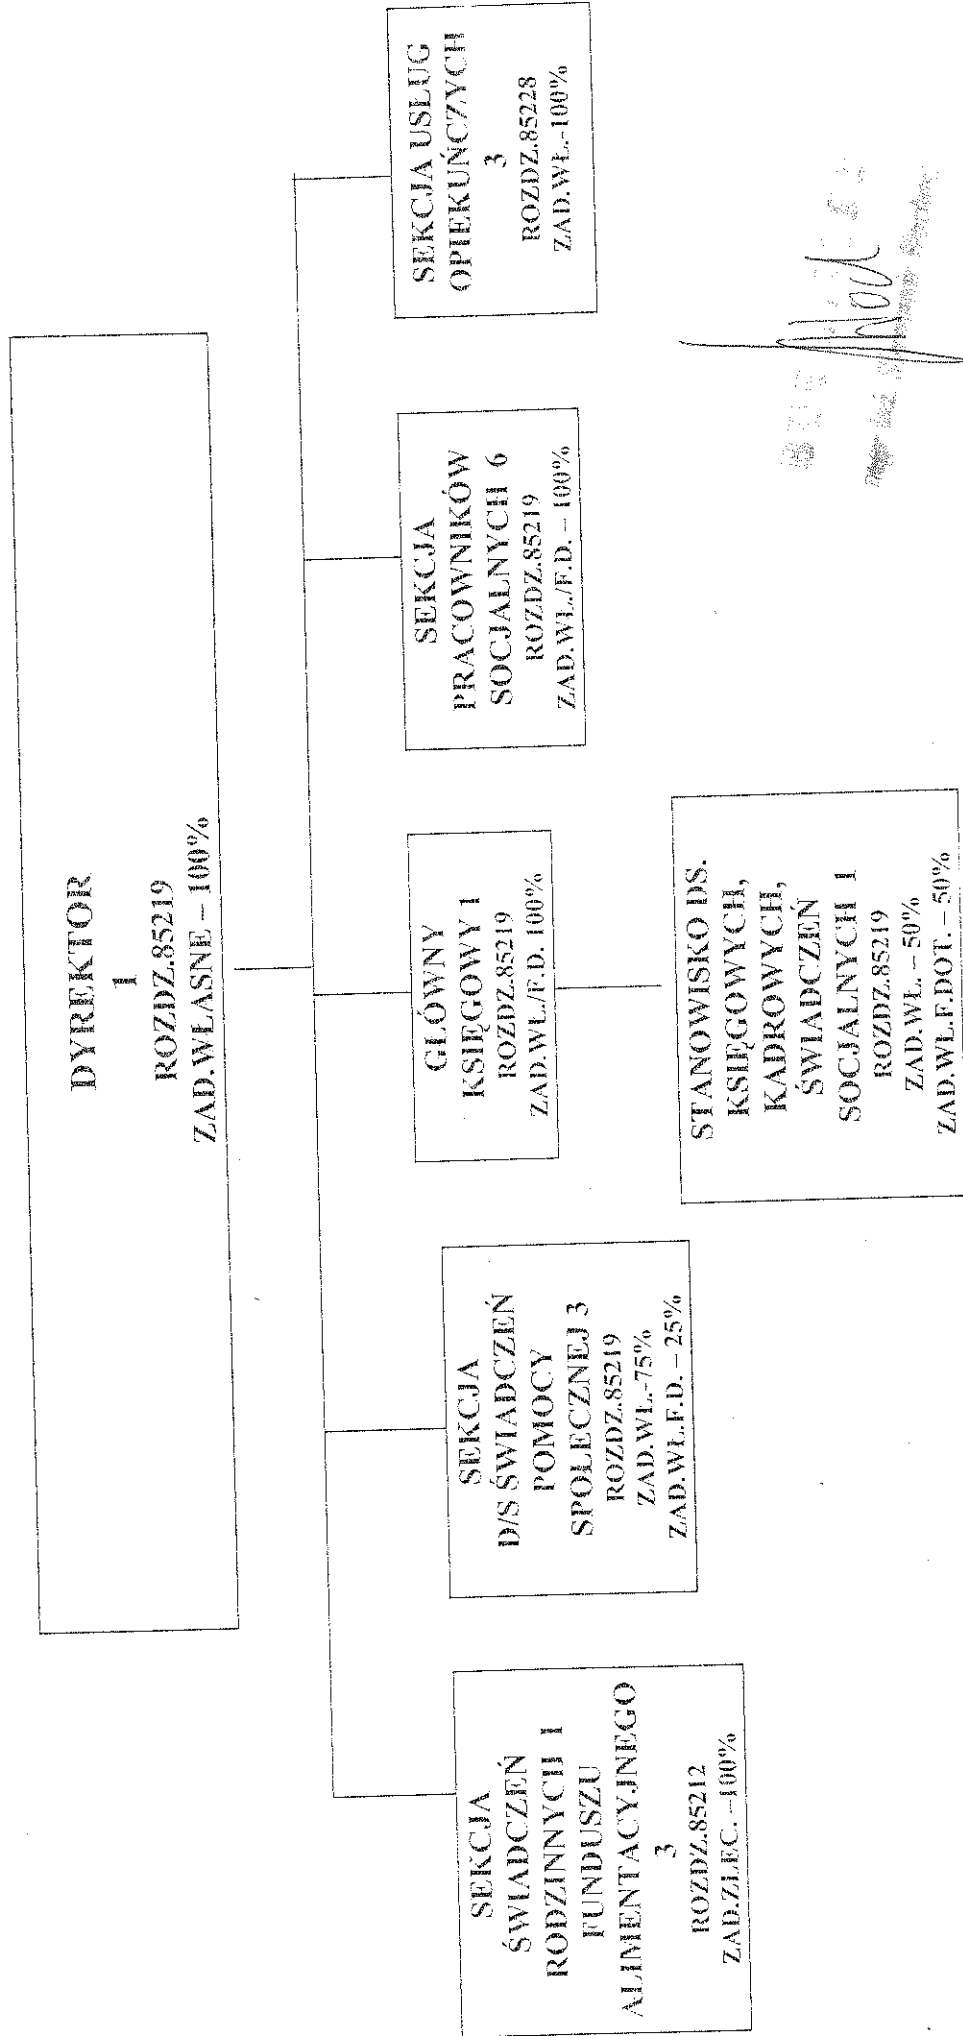 DYREKTOR
1
ROZDZ.85219
ZAD.WŁASNE – 100%
SEKCJA
ŚWIADCZEŃ
RODZINNYCH I
FUNDUSZU
ALIMENTACYJNEGO
3
ROZDZ.85212
ZAD.ZLEC. –100%
SEKCJA
D/S ŚWIADCZEŃ
POMOCY
SPOŁECZNEJ 3
ROZDZ.85219
ZAD.WŁ.-75%
ZAD.WŁ.F.D. – 25%
GŁÓWNY
KSIĘGOWY 1
ROZDZ.85219
ZAD.WŁ./F.D. 100%
STANOWISKO DS.
KSIĘGOWYCH,
KADROWYCH,
ŚWIADCZEŃ
SOCJALNYCH 1
ROZDZ.85219
ZAD.WŁ. – 50%
ZAD.WŁ.F.DOT. – 50%
SEKCJA
PRACOWNIKÓW
SOCJALNYCH 6
ROZDZ.85219
ZAD.WŁ./F.D. – 100%
SEKCJA USŁUG
OPIEKUŃCZYCH
3
ROZDZ.85228
ZAD.WŁ.-100%